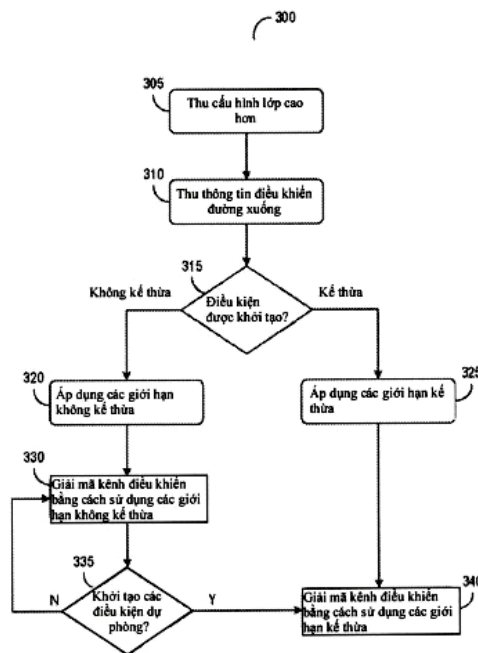 300
305
Thu cấu hình lớp cao
hơn
310
Thu thông tin điều khiển
đường xuống
315
Không kế thừa
Kế thừa
Điều kiện
được khởi tạo?
320
Áp dụng các giới hạn
không kế thừa
325
Áp dụng các giới hạn kế
thừa
330
Giải mã kênh điều khiển
bằng cách sử dụng các giới
hạn không kế thừa
335
Khởi tạo các
điều kiện dự
phòng?
N
Y
340
Giải mã kênh điều khiển
bằng cách sử dụng các giới
hạn kế thừa